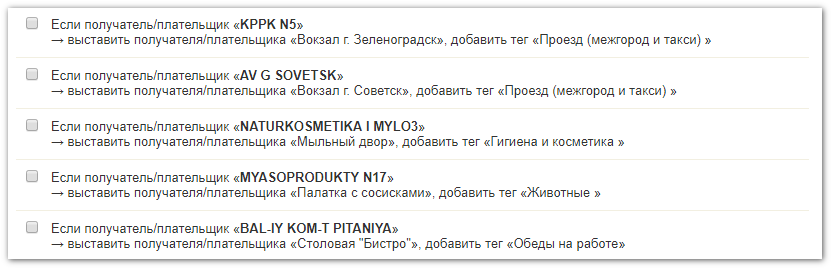 Если получатель/плательщик «KPPK N5»
→ выставить получателя/плательщика «Вокзал г. Зеленоградск», добавить тег «Проезд (межгород и такси) »
Если получатель/плательщик «AV G SOVETSK»
→ выставить получателя/плательщика «Вокзал г. Советск», добавить тег «Проезд (межгород и такси) »
Если получатель/плательщик «NATURKOSMETIKA I MYLO3»
→ выставить получателя/плательщика «Мыльный двор», добавить тег «Гигиена и косметика »
Если получатель/плательщик «MYASOPRODUKTY N17»
→ выставить получателя/плательщика «Палатка с сосисками», добавить тег «Животные »
Если получатель/плательщик «BAL-IY KOM-T PITANIYA»
→ выставить получателя/плательщика «Столовая "Бистро"», добавить тег «Обеды на работе»